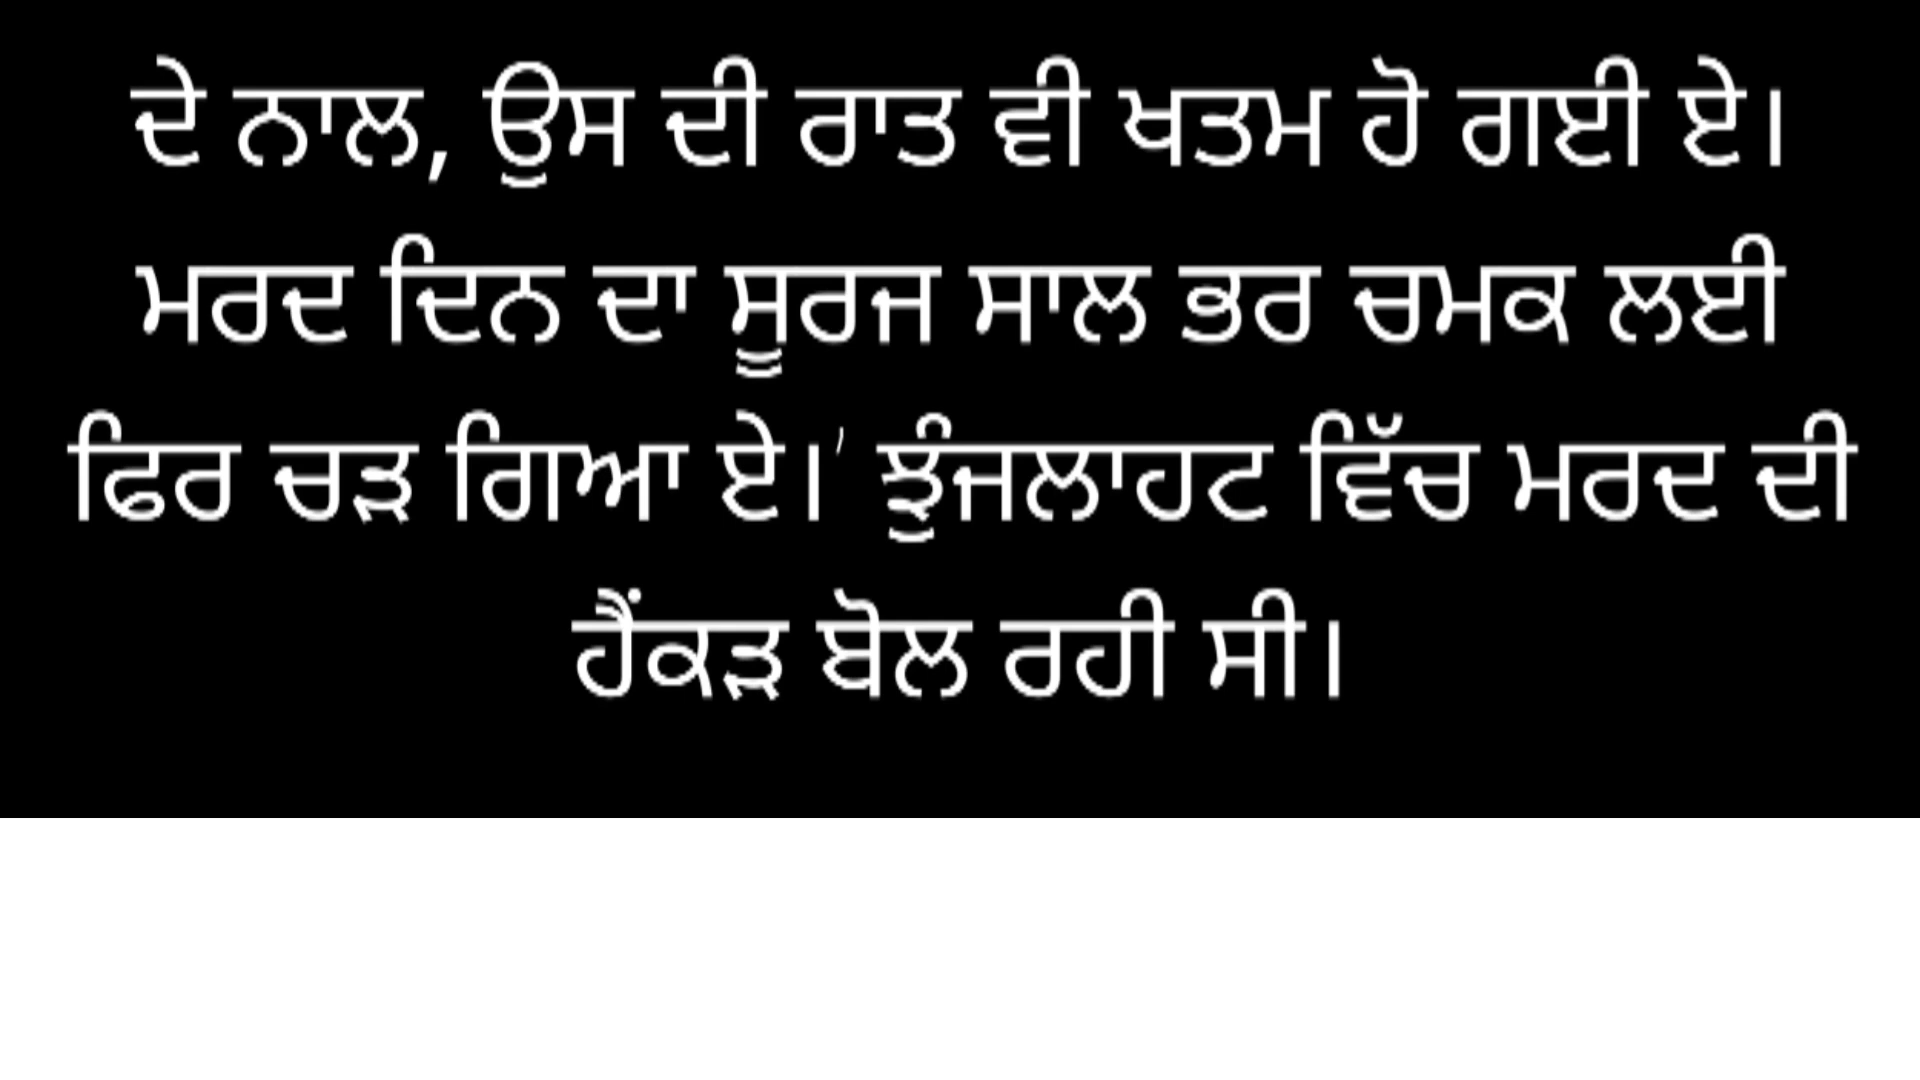 ਦੇ ਨਾਲ, ਉਸ ਦੀ ਰਾਤ ਵੀ ਖਤਮ ਹੋ ਗਈ ਏ।
ਮਰਦ ਦਿਨ ਦਾ ਸੂਰਜ ਸਾਲ ਭਰ ਚਮਕ ਲਈ
ਫਿਰ ਚੜ ਗਿਆ ਏ।' ਝੁੰਜਲਾਹਟ ਵਿੱਚ ਮਰਦ ਦੀ
ਹੈਂਕੜ ਬੋਲ ਰਹੀ ਸੀ।